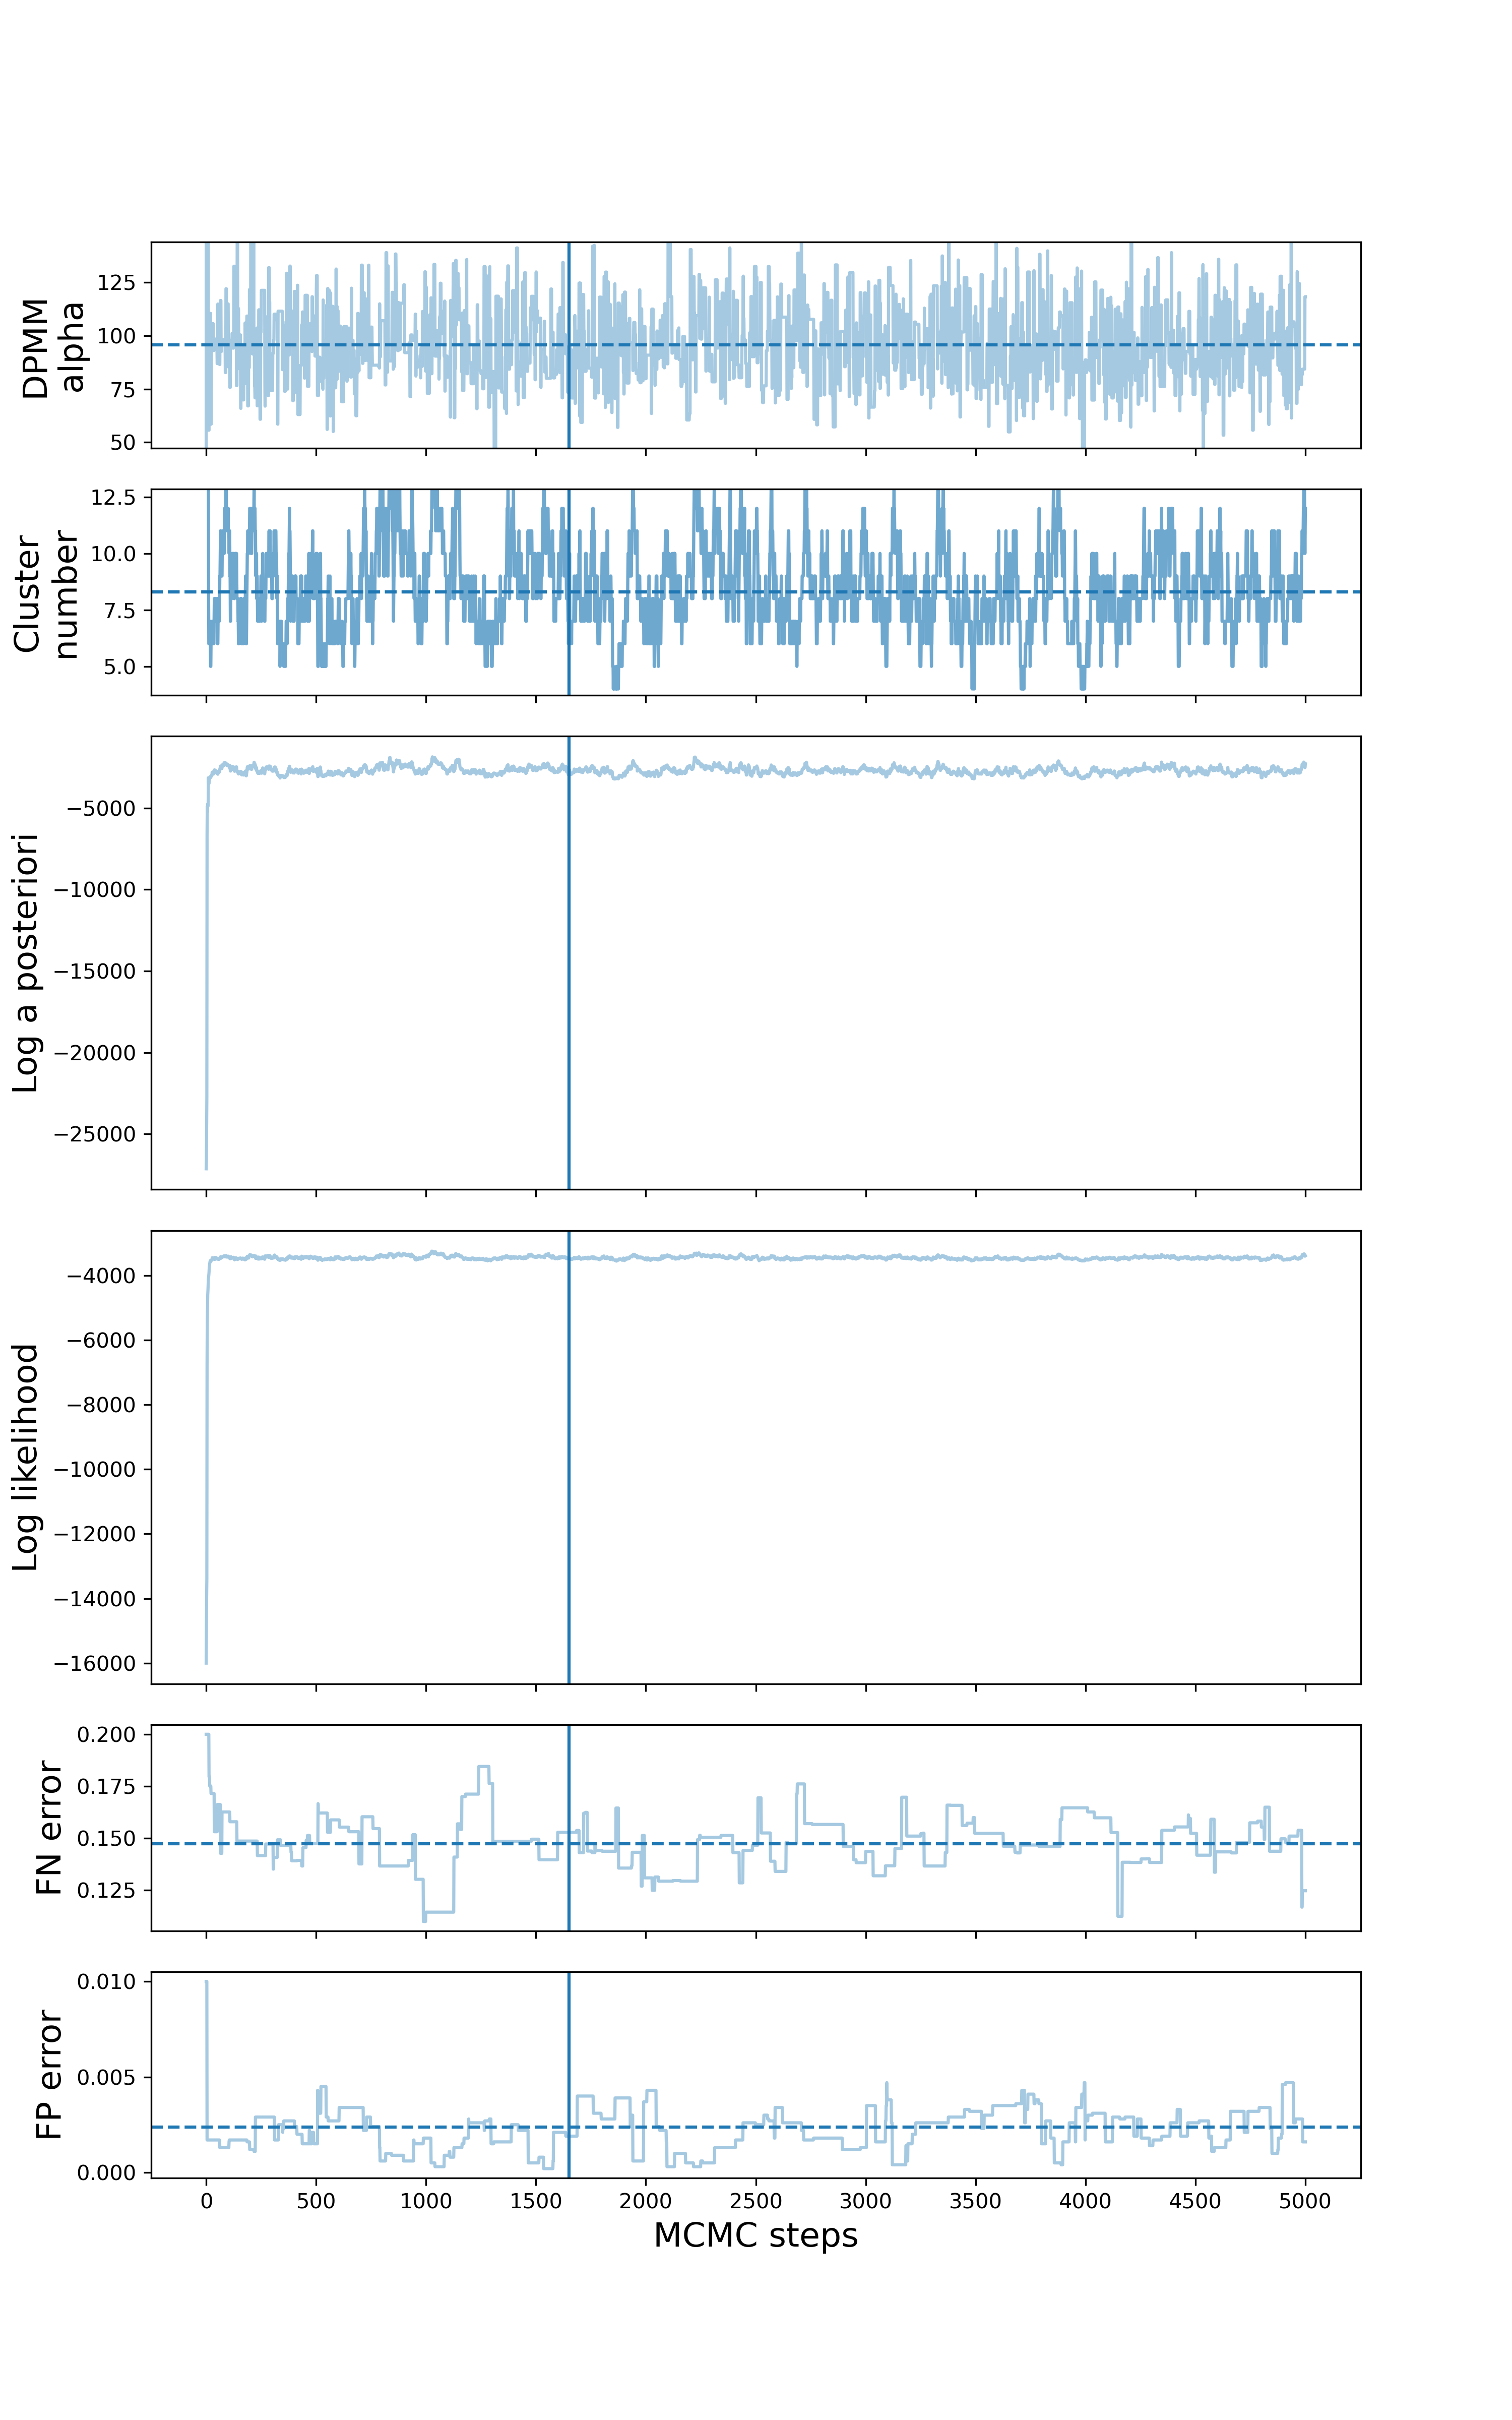 DPMM
alpha
125
100
75
50
Cluster
number
12.5
10.0
7.5
5.0
Log a posteriori
−5000
−10000
−15000
−20000
−25000
Log likelihood
−4000
−6000
−8000
−10000
−12000
−14000
−16000
FN error
0.200
0.175
0.150
0.125
FP error
0.010
0.005
0.000
0 500 1000 1500 2000 2500 3000 3500 4000 4500 5000
MCMC steps